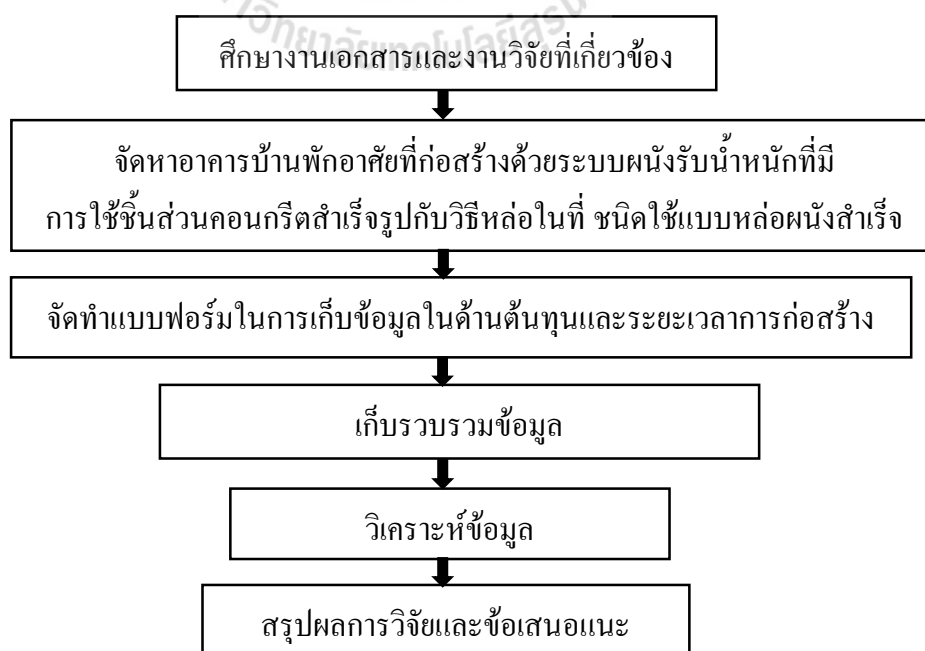 ศึกษางานเอกสารและงานวิจัยที่เกี่ยวข้อง
จัดหาอาคารบ้านพักอาศัยที่ก่อสร้างด้วยระบบผนังรับน้ำหนักที่มี
การใช้ชิ้นส่วนคอนกรีตสำเร็จรูปกับวิธีหล่อในที่ ชนิดใช้แบบหล่อผนังสำเร็จ
จัดทำแบบฟอร์มในการเก็บข้อมูลในด้านต้นทุนและระยะเวลาการก่อสร้าง
เก็บรวบรวมข้อมูล
วิเคราะห์ข้อมูล
สรุปผลการวิจัยและข้อเสนอแนะ